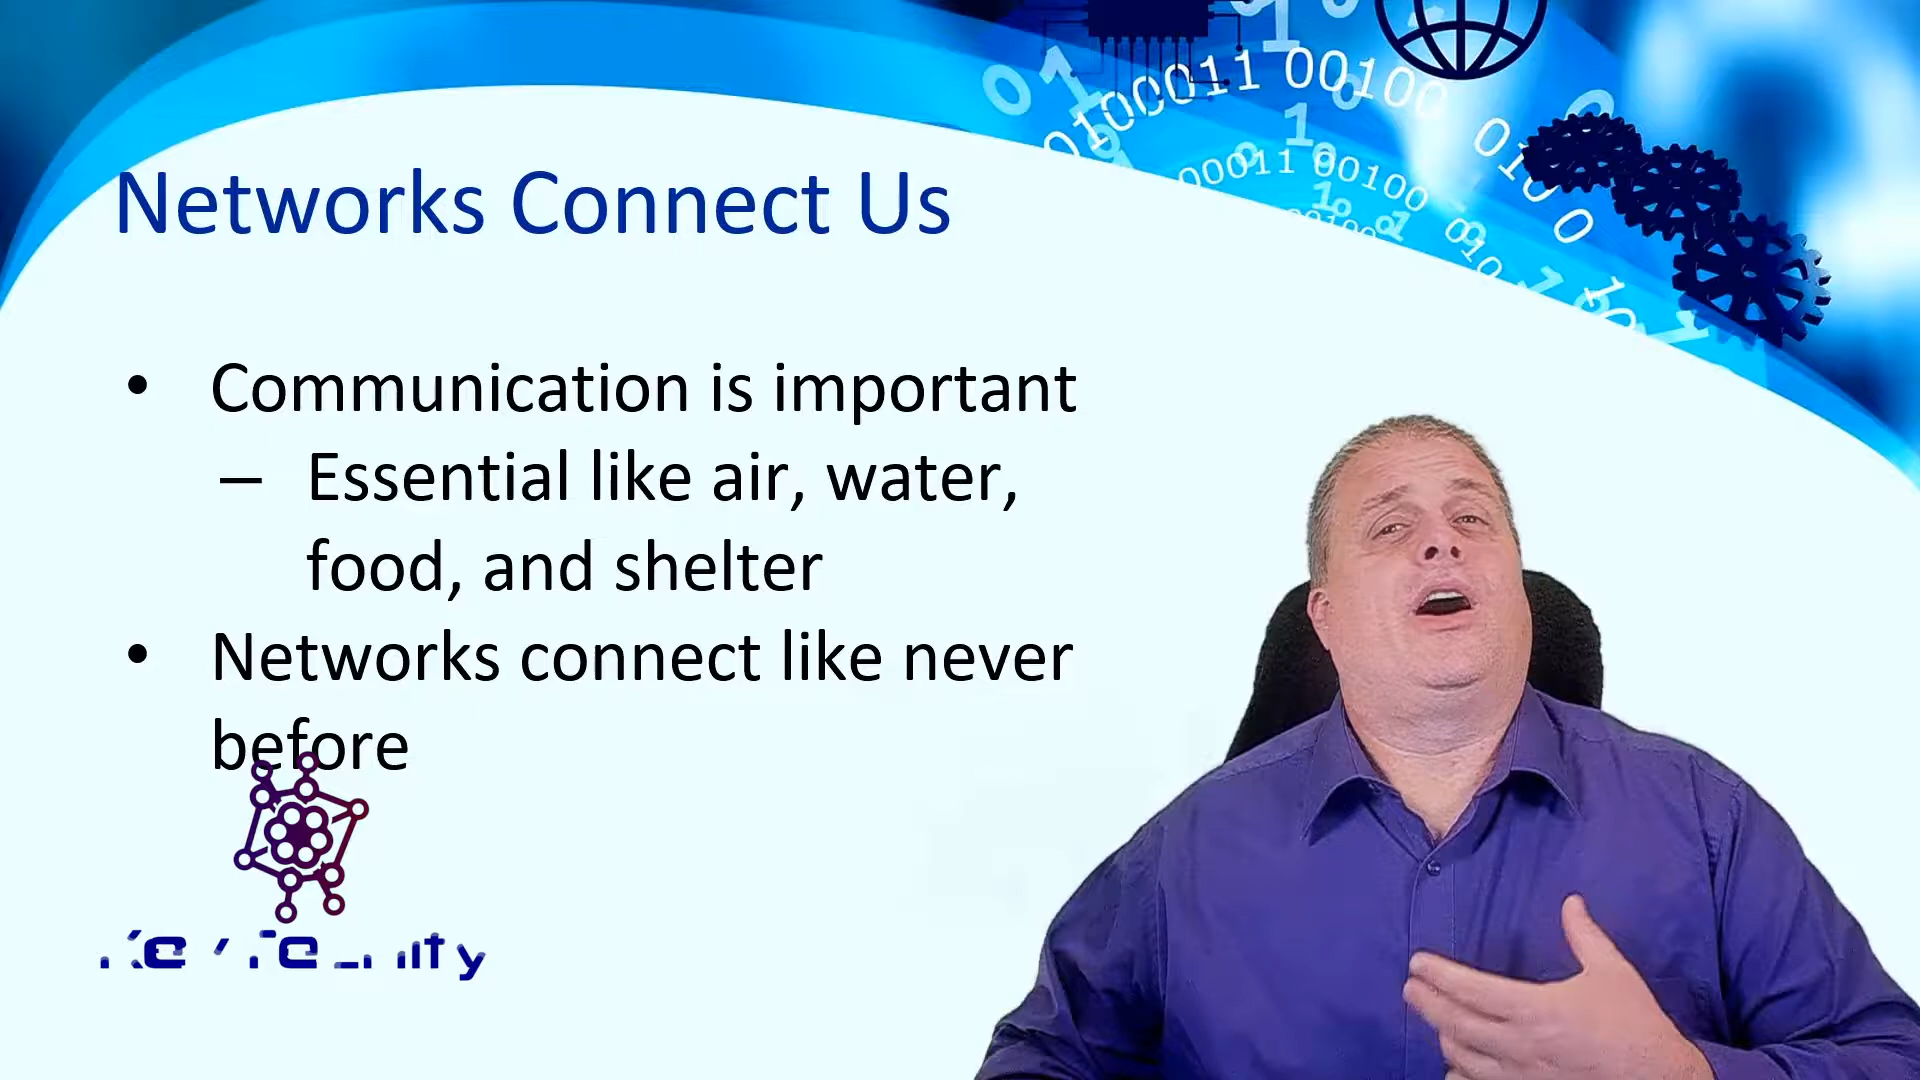 Networks Connect Us
• Communication is important
– Essential like air, water,
food, and shelter
• Networks connect like never
before